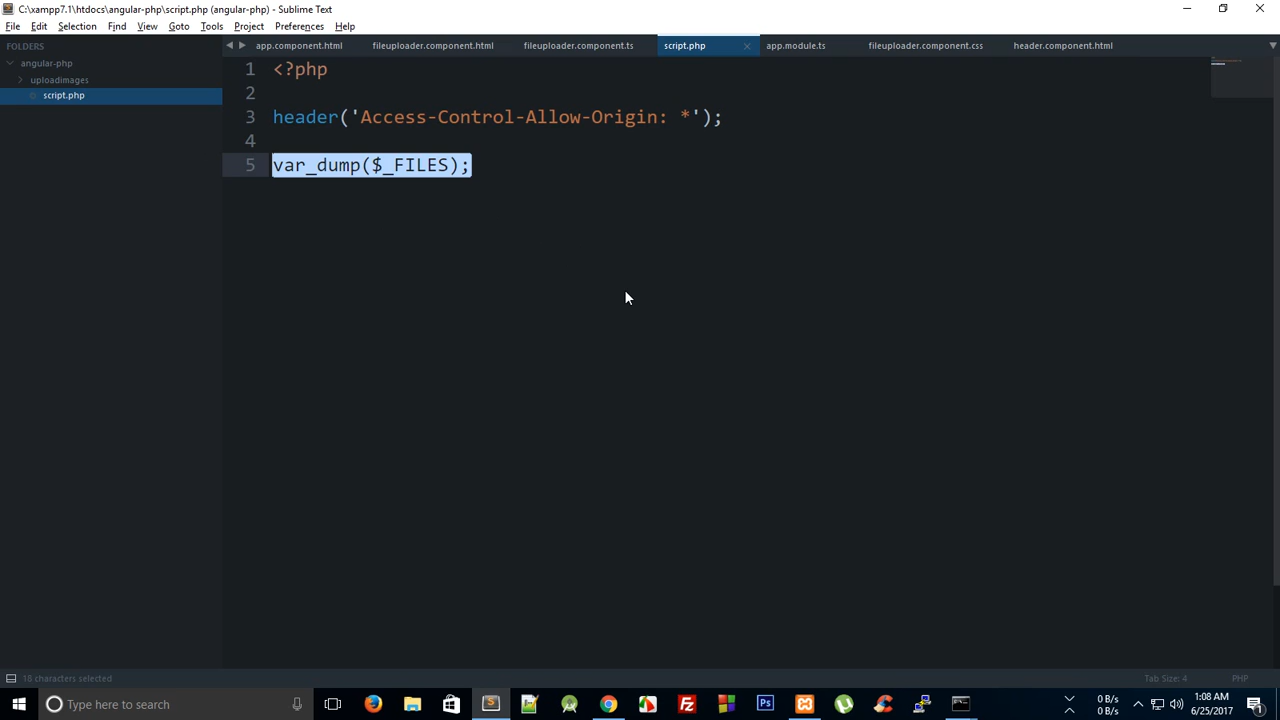 C:\xampp7.1\htdocs\angular-php\script.php (angular-php) - Sublime Text
File Edit Selection Find View Goto Tools Project Preferences Help
FOLDERS
angular-php
uploadimages
script.php
app.component.html fileuploader.component.html fileuploader.component.ts script.php app.module.ts fileuploader.component.css header.component.html
1 <?php
2
3 header('Access-Control-Allow-Origin: *');
4
5 var_dump($_FILES);
18 characters selected
Tab Size: 4 PHP
Type here to search
0 B/s
0 B/s
1:08 AM
6/25/2017